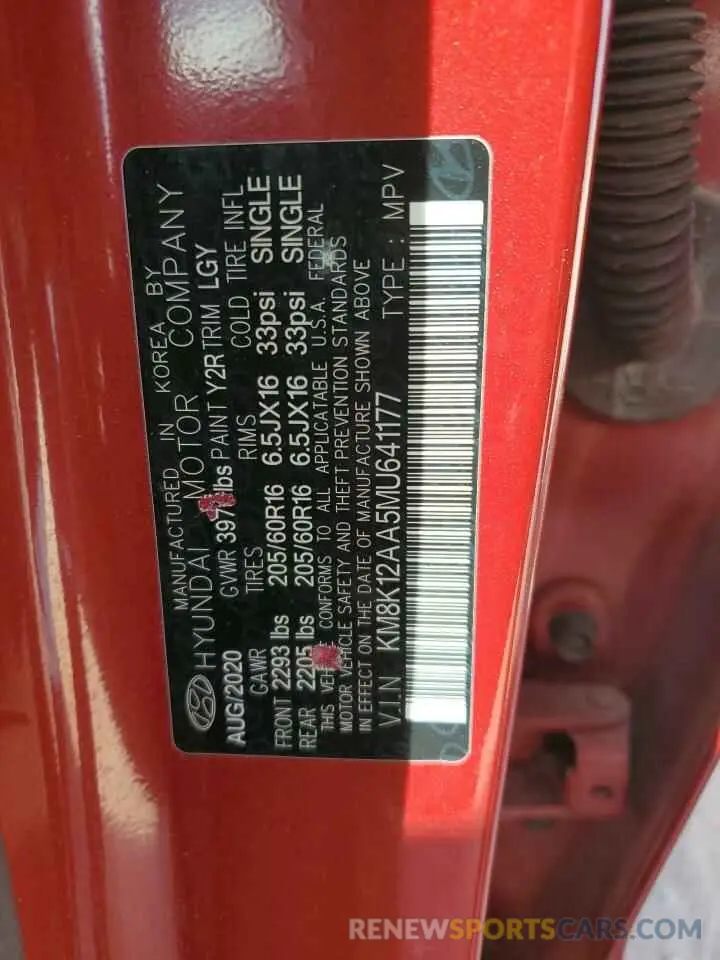 MANUFACTURED IN KOREA BY
HYUNDAI MOTOR COMPANY
AUG/2020 GVWR lbs PAINT Y2R TRIM LGY
GAWR TIRES RIMS COLD TIRE INFL
FRONT 2293 lbs 205/60R16 6.5JX16 33psi SINGLE
REAR 2205 lbs 205/60R16 6.5JX16 33psi SINGLE
THIS CONFORMS TO ALL APPLICATABLE U.S.A. FEDERAL
MOTOR VEHICLE SAFETY AND THEFT PREVENTION STANDARDS
IN EFFECT ON THE DATE OF MANUFACTURE SHOWN ABOVE
V.I.N KM8K12AA5MU641177 TYPE : MPV
RENEWSPORTSCARS.COM